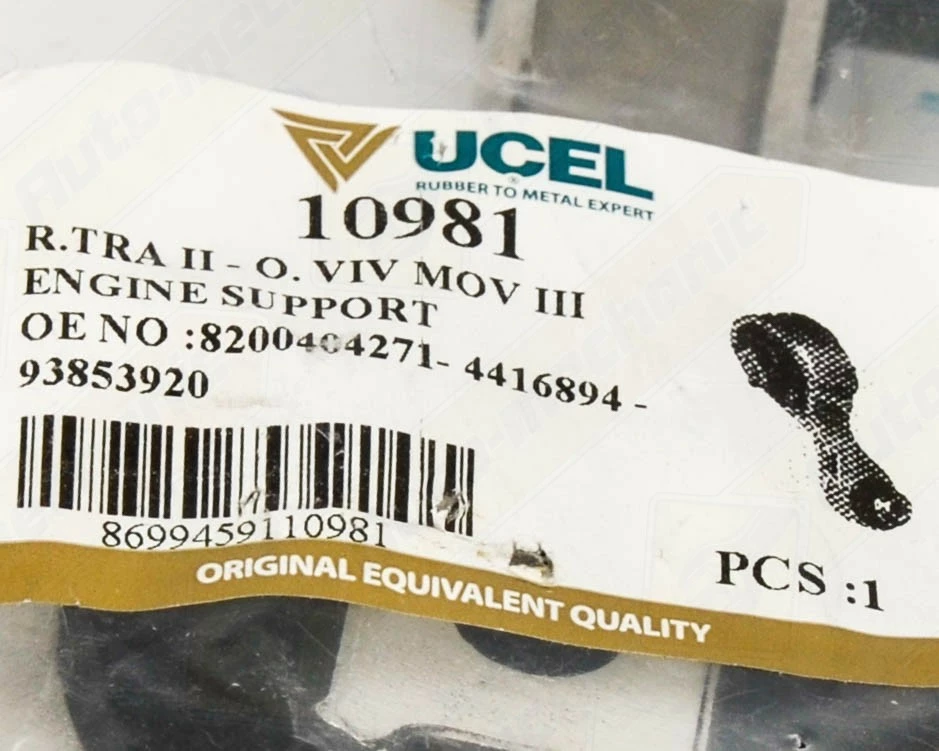 UCEL
RUBBER TO METAL EXPERT
10981
R.TRA II - O. VIV MOV III
ENGINE SUPPORT
OE NO :8200404271- 4416894 -
93853920
8699459110981
PCS :1
ORIGINAL EQUIVALENT QUALITY